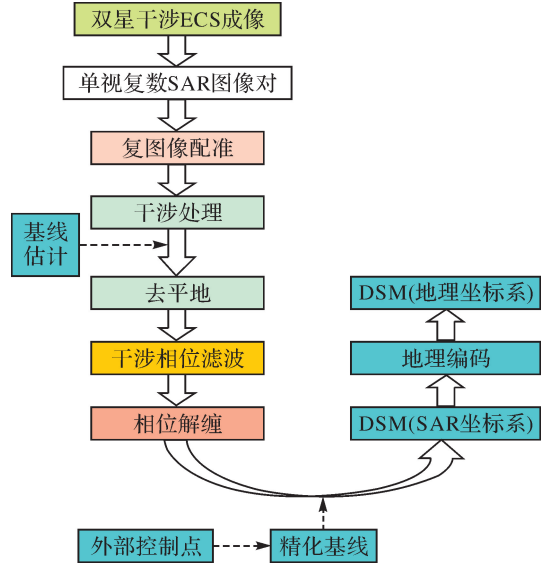 双星干涉ECS成像
单视复数SAR图像对
复图像配准
干涉处理
基线
估计
去平地
干涉相位滤波
相位解缠
DSM(地理坐标系)
地理编码
DSM(SAR坐标系)
外部控制点
精化基线